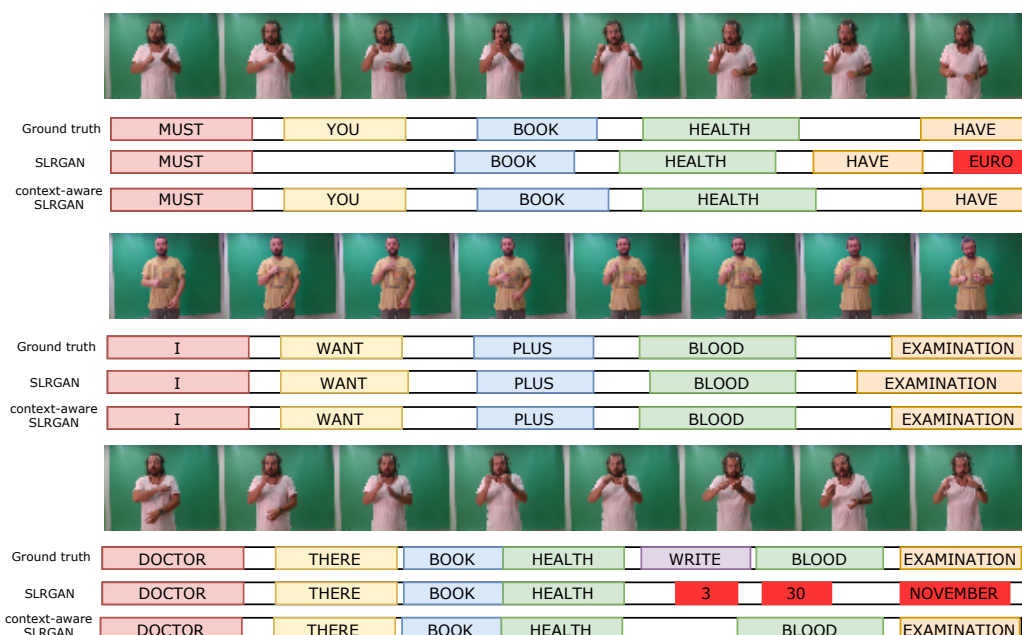 Ground truth MUST YOU BOOK HEALTH HAVE
SLRGAN MUST BOOK HEALTH HAVE EURO
context-aware
SLRGAN MUST YOU BOOK HEALTH HAVE
Ground truth I WANT PLUS BLOOD EXAMINATION
SLRGAN I WANT PLUS BLOOD EXAMINATION
context-aware
SLRGAN I WANT PLUS BLOOD EXAMINATION
Ground truth DOCTOR THERE BOOK HEALTH WRITE BLOOD EXAMINATION
SLRGAN DOCTOR THERE BOOK HEALTH 3 30 NOVEMBER
context-aware
SLRGAN DOCTOR THERE BOOK HEALTH BLOOD EXAMINATION